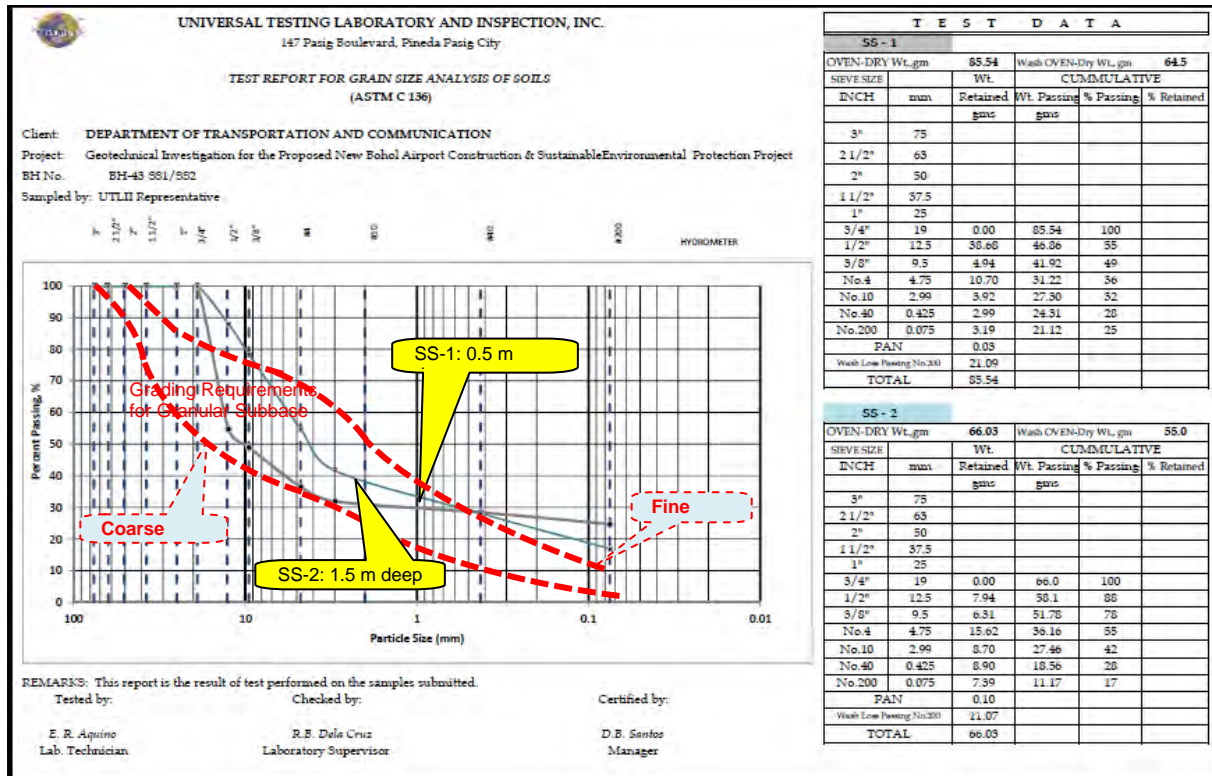 UNIVERSAL TESTING LABORATORY AND INSPECTION, INC.
147 Pasig Boulevard, Pineda Pasig City
TEST REPORT FOR GRAIN SIZE ANALYSIS OF SOILS
(ASTM C 136)
Client: DEPARTMENT OF TRANSPORTATION AND COMMUNICATION
Project: Geotechnical Investigation for the Proposed New Bohol Airport Construction & SustainableEnvironmental Protection Project
BH No. BH-43 SS1/SS2
Sampled by: UTLII Representative
3" 2 1/2" 2" 1 1/2" 1" 3/4" 1/2" 3/8" #4 #10 #40 #200 HYDROMETER
100
90
80
70
60
50
40
30
20
10
0
Percent Passing, %
SS-1: 0.5 m
Grading Requirements
for Granular Subbase
Coarse
Fine
SS-2: 1.5 m deep
100 10 1 0.1 0.01
Particle Size (mm)
REMARKS: This report is the result of test performed on the samples submitted.
Tested by: Checked by: Certified by:
E. R. Aquino R.B. Dela Cruz D.B. Santos
Lab. Technician Laboratory Supervisor Manager
T E S T D A T A
SS - 1
OVEN-DRY Wt.,gm 85.54 Wash OVEN-Dry Wt., gm 64.5
SIEVE SIZE Wt. CUMMULATIVE
INCH mm Retained Wt. Passing % Passing % Retained
gms gms
3" 75
2 1/2" 63
2" 50
1 1/2" 37.5
1" 25
3/4" 19 0.00 85.54 100
1/2" 12.5 38.68 46.86 55
3/8" 9.5 4.94 41.92 49
No.4 4.75 10.70 31.22 36
No.10 2.99 3.92 27.30 32
No.40 0.425 2.99 24.31 28
No.200 0.075 3.19 21.12 25
PAN 0.03
Wash Loss Passing No.200 21.09
TOTAL 85.54
SS - 2
OVEN-DRY Wt.,gm 66.03 Wash OVEN-Dry Wt., gm 55.0
SIEVE SIZE Wt. CUMMULATIVE
INCH mm Retained Wt. Passing % Passing % Retained
gms gms
3" 75
2 1/2" 63
2" 50
1 1/2" 37.5
1" 25
3/4" 19 0.00 66.0 100
1/2" 12.5 7.94 58.1 88
3/8" 9.5 6.31 51.78 78
No.4 4.75 15.62 36.16 55
No.10 2.99 8.70 27.46 42
No.40 0.425 8.90 18.56 28
No.200 0.075 7.39 11.17 17
PAN 0.10
Wash Loss Passing No.200 11.07
TOTAL 66.03